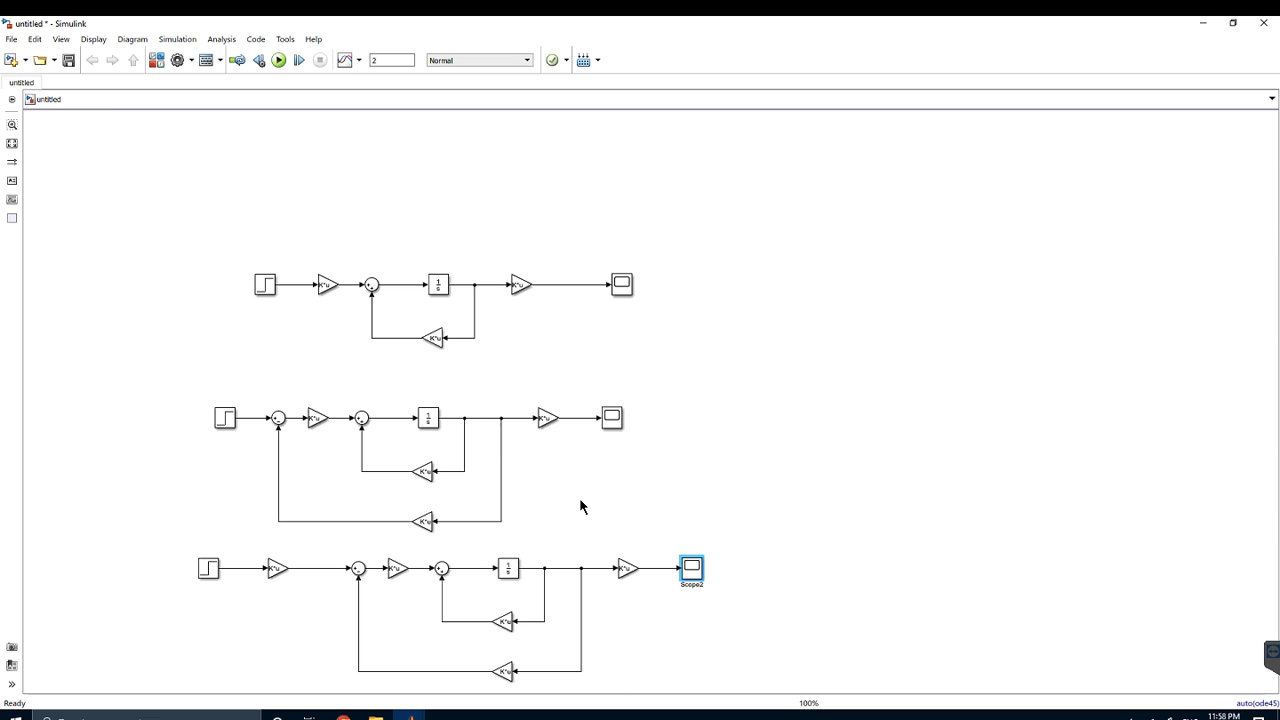 untitled * - Simulink
File Edit View Display Diagram Simulation Analysis Code Tools Help
2 Normal
untitled
untitled
K*u 1/s K*u
K*u
K*u 1/s K*u
K*u
K*u
K*u K*u 1/s K*u
Scope2
K*u
K*u
Ready 100% auto(ode45)
11:58 PM